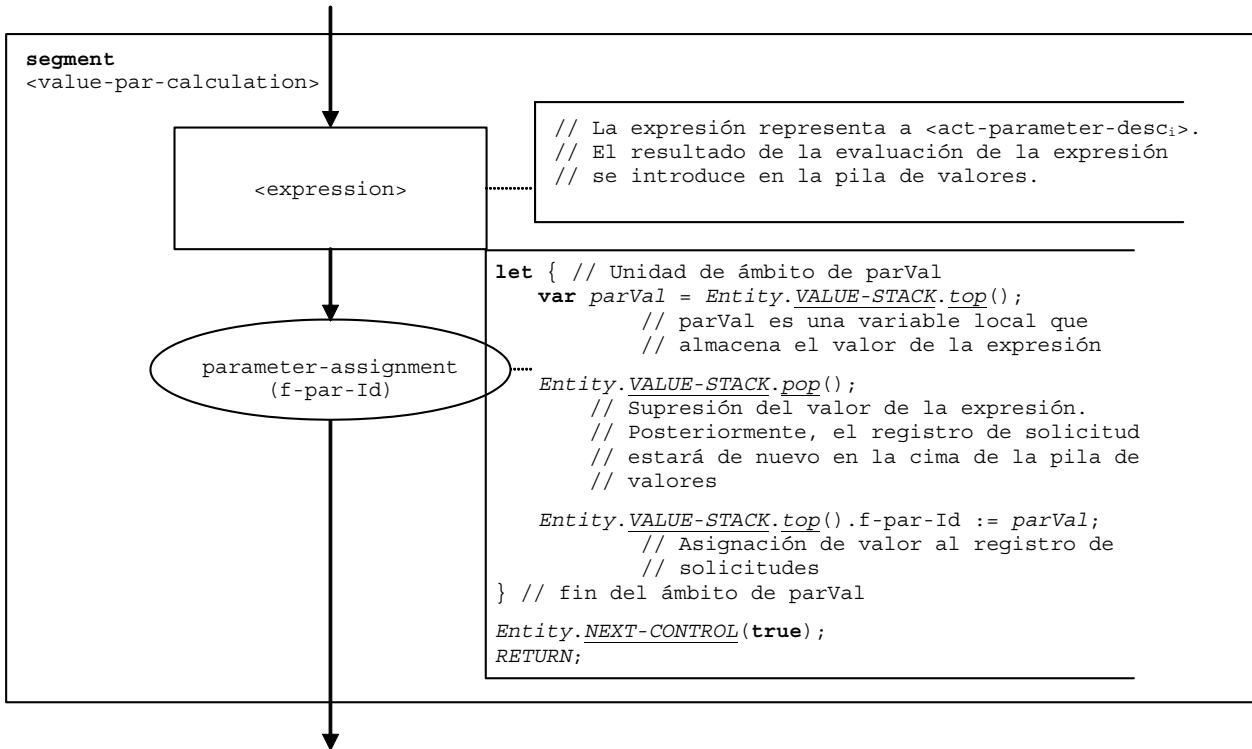 segment
<value-par-calculation>
// La expresión representa a <act-parameter-descᵢ>.
// El resultado de la evaluación de la expresión
// se introduce en la pila de valores.
<expression>
let { // Unidad de ámbito de parVal
var parVal = Entity.VALUE-STACK.top();
// parVal es una variable local que
// almacena el valor de la expresión
parameter-assignment
(f-par-Id)
Entity.VALUE-STACK.pop();
// Supresión del valor de la expresión.
// Posteriormente, el registro de solicitud
// estará de nuevo en la cima de la pila de
// valores
Entity.VALUE-STACK.top().f-par-Id := parVal;
// Asignación de valor al registro de
// solicitudes
} // fin del ámbito de parVal
Entity.NEXT-CONTROL(true);
RETURN;